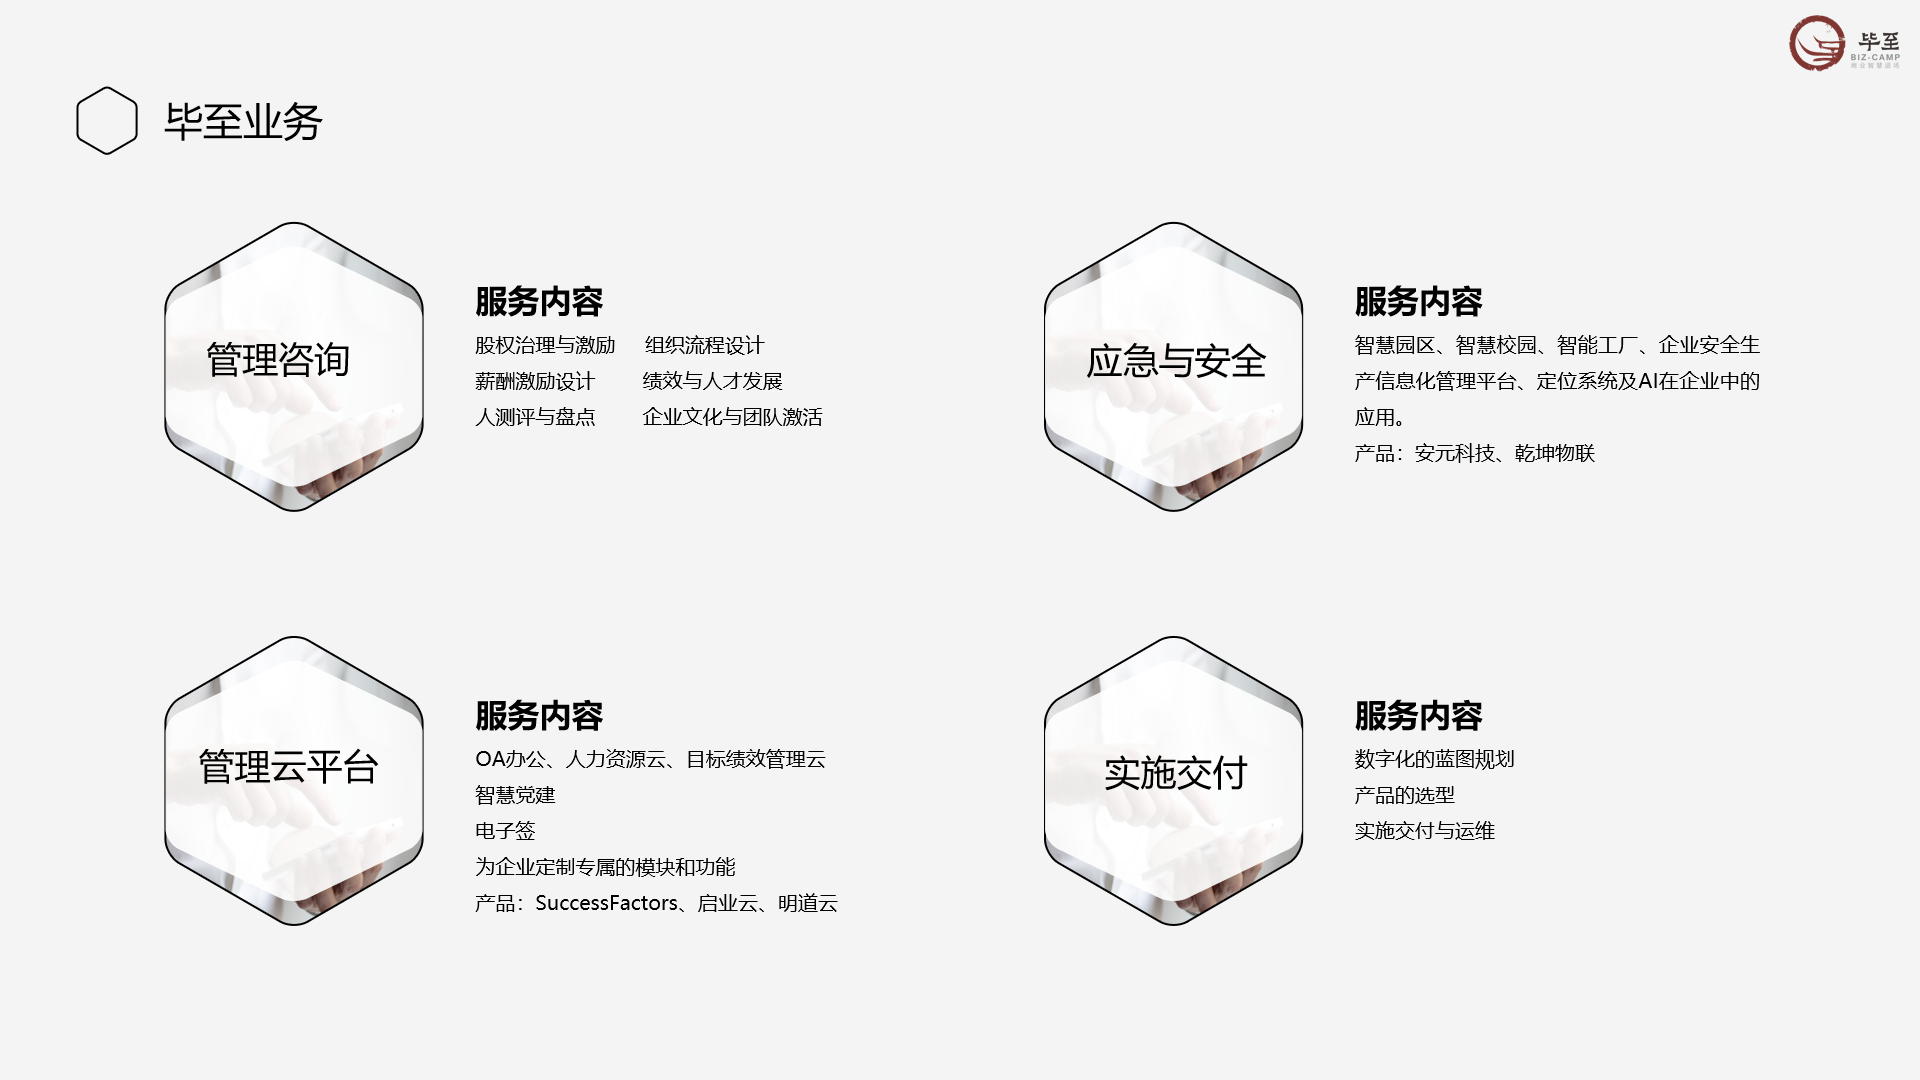 毕至
BIZ-CAMP
毕至业务
管理咨询
服务内容
股权治理与激励 组织流程设计
薪酬激励设计 绩效与人才发展
人测评与盘点 企业文化与团队激活
应急与安全
服务内容
智慧园区、智慧校园、智能工厂、企业安全生
产信息化管理平台、定位系统及AI在企业中的
应用。
产品：安元科技、乾坤物联
管理云平台
服务内容
OA办公、人力资源云、目标绩效管理云
智慧党建
电子签
为企业定制专属的模块和功能
产品：SuccessFactors、启业云、明道云
实施交付
服务内容
数字化的蓝图规划
产品的选型
实施交付与运维